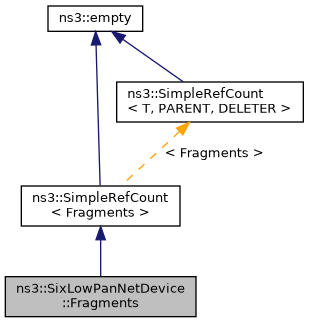 ns3::empty
ns3::SimpleRefCount
< T, PARENT, DELETER >
< Fragments >
ns3::SimpleRefCount
< Fragments >
ns3::SixLowPanNetDevice
::Fragments